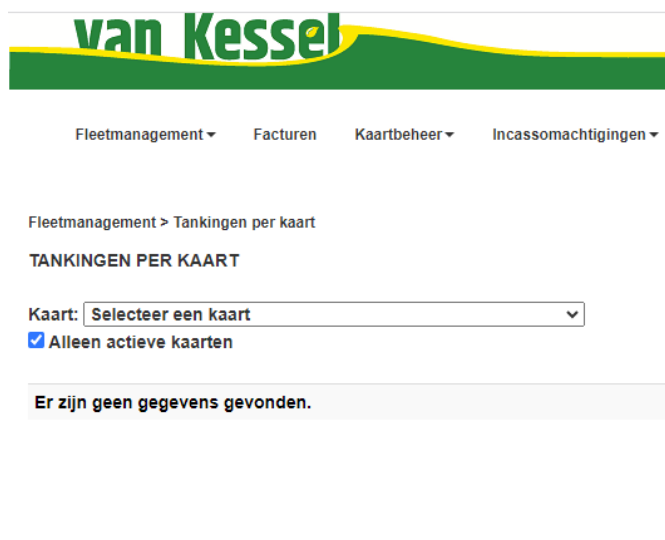 van Kessel
Fleetmanagement Facturen Kaartbeheer Incassomachtigingen
Fleetmanagement > Tankingen per kaart
TANKINGEN PER KAART
Kaart: Selecteer een kaart
Alleen actieve kaarten
Er zijn geen gegevens gevonden.